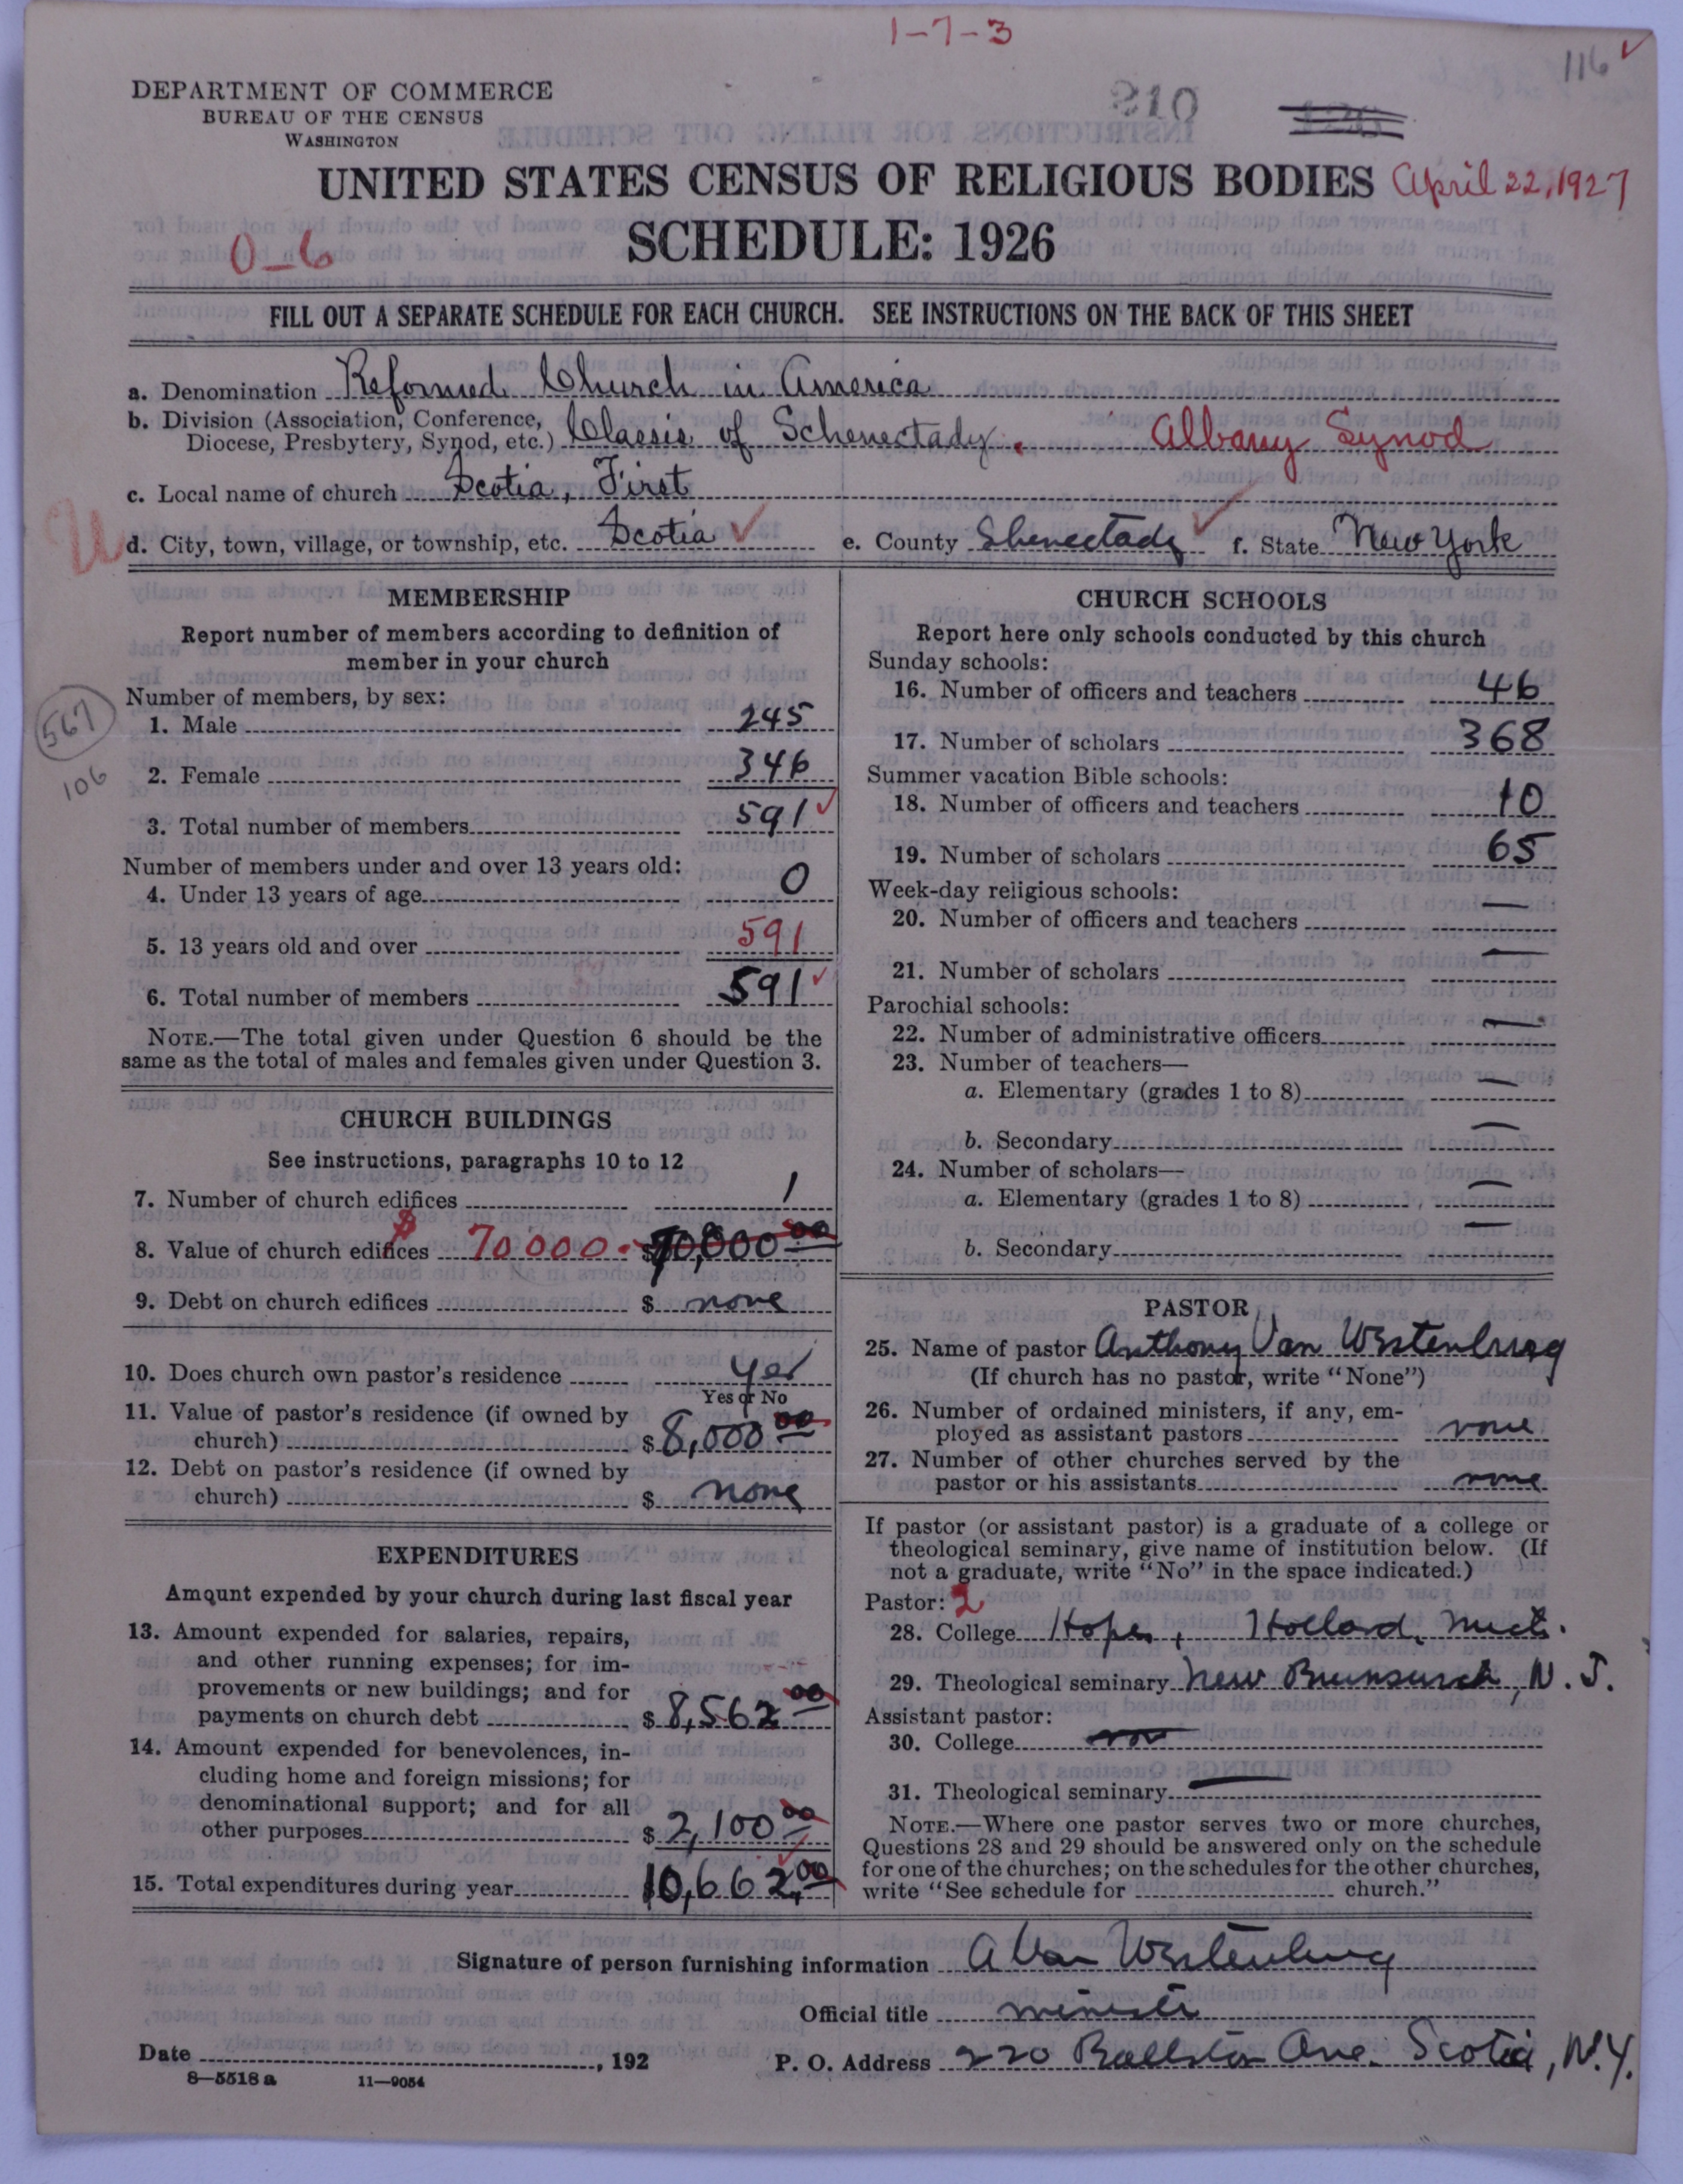 1-7-3
116 ✓
DEPARTMENT OF COMMERCE
BUREAU OF THE CENSUS
WASHINGTON
210
UNITED STATES CENSUS OF RELIGIOUS BODIES April 22, 1927
SCHEDULE: 1926
0-6
FILL OUT A SEPARATE SCHEDULE FOR EACH CHURCH. SEE INSTRUCTIONS ON THE BACK OF THIS SHEET
a. Denomination Reformed Church in America
b. Division (Association, Conference,
Diocese, Presbytery, Synod, etc.) Classis of Schenectady. Albany Synod
c. Local name of church Scotia, First
U
d. City, town, village, or township, etc. Scotia ✓ e. County Shenectady ✓ f. State New York
MEMBERSHIP
Report number of members according to definition of
member in your church
Number of members, by sex:
567
106
1. Male 245
2. Female 346
3. Total number of members 591 ✓
Number of members under and over 13 years old:
4. Under 13 years of age 0
5. 13 years old and over 591
6. Total number of members 591 ✓
NOTE.—The total given under Question 6 should be the
same as the total of males and females given under Question 3.
CHURCH BUILDINGS
See instructions, paragraphs 10 to 12
7. Number of church edifices 1
8. Value of church edifices $ 70000. $70,000 00
9. Debt on church edifices $ none
10. Does church own pastor's residence yes
Yes or No
11. Value of pastor's residence (if owned by
church) $ 8,000 00
12. Debt on pastor's residence (if owned by
church) $ none
EXPENDITURES
Amount expended by your church during last fiscal year
13. Amount expended for salaries, repairs,
and other running expenses; for im-
provements or new buildings; and for
payments on church debt $ 8,562 00
14. Amount expended for benevolences, in-
cluding home and foreign missions; for
denominational support; and for all
other purposes $ 2,100 00
15. Total expenditures during year 10,662.00
CHURCH SCHOOLS
Report here only schools conducted by this church
Sunday schools:
16. Number of officers and teachers 46
17. Number of scholars 368
Summer vacation Bible schools:
18. Number of officers and teachers 10
19. Number of scholars 65
Week-day religious schools:
20. Number of officers and teachers —
21. Number of scholars —
Parochial schools:
22. Number of administrative officers —
23. Number of teachers—
a. Elementary (grades 1 to 8) —
b. Secondary —
24. Number of scholars—
a. Elementary (grades 1 to 8) —
b. Secondary —
PASTOR
25. Name of pastor Anthony Van Westenburg
(If church has no pastor, write "None")
26. Number of ordained ministers, if any, em-
ployed as assistant pastors none
27. Number of other churches served by the
pastor or his assistants none
If pastor (or assistant pastor) is a graduate of a college or
theological seminary, give name of institution below. (If
not a graduate, write "No" in the space indicated.)
Pastor: 2
28. College Hope, Holland, Mich.
29. Theological seminary New Brunswick, N. J.
Assistant pastor:
30. College
31. Theological seminary —
NOTE.—Where one pastor serves two or more churches,
Questions 28 and 29 should be answered only on the schedule
for one of the churches; on the schedules for the other churches,
write "See schedule for church."
Signature of person furnishing information A Van Westenburg
Official title minister
Date , 192
P. O. Address 220 Ballston Ave. Scotia, N.Y.
8—5518 a 11—9054